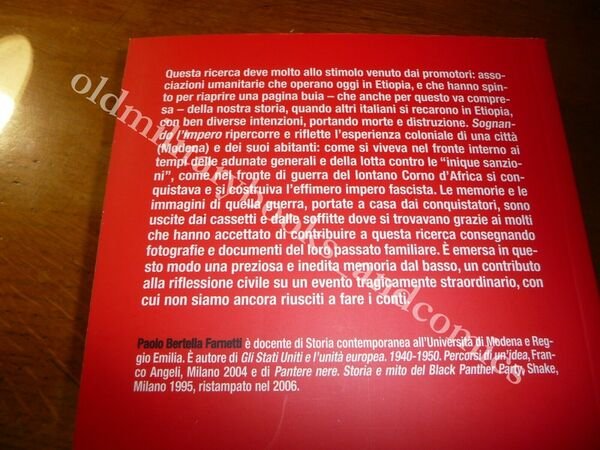 Questa ricerca deve molto allo stimolo venuto dai promotori: asso-
ciazioni umanitarie che operano oggi in Etiopia, e che hanno spin-
to per riaprire una pagina buia – che anche per questo va compre-
sa – della nostra storia, quando altri italiani si recarono in Etiopia,
con ben diverse intenzioni, portando morte e distruzione. Sognan-
do l'Impero ripercorre e riflette l'esperienza coloniale di una città
(Modena) e dei suoi abitanti: come si viveva nel fronte interno ai
tempi delle adunate generali e della lotta contro le "inique sanzio-
ni", come nel fronte di guerra del lontano Corno d'Africa si con-
quistava e si costruiva l'effimero impero fascista. Le memorie e le
immagini di quella guerra, portate a casa dai conquistatori, sono
uscite dai cassetti e dalle soffitte dove si trovavano grazie ai molti
che hanno accettato di contribuire a questa ricerca consegnando
fotografie e documenti del loro passato familiare. È emersa in que-
sto modo una preziosa e inedita memoria dal basso, un contributo
alla riflessione civile su un evento tragicamente straordinario, con
cui non siamo ancora riusciti a fare i conti.
Paolo Bertella Farnetti è docente di Storia contemporanea all'Università di Modena e Reg-
gio Emilia. È autore di Gli Stati Uniti e l'unità europea. 1940-1950. Percorsi di un'idea, Fran-
co Angeli, Milano 2004 e di Pantere nere. Storia e mito del Black Panther Party, Shake,
Milano 1995, ristampato nel 2006.
oldmilitarybooks_andcomics